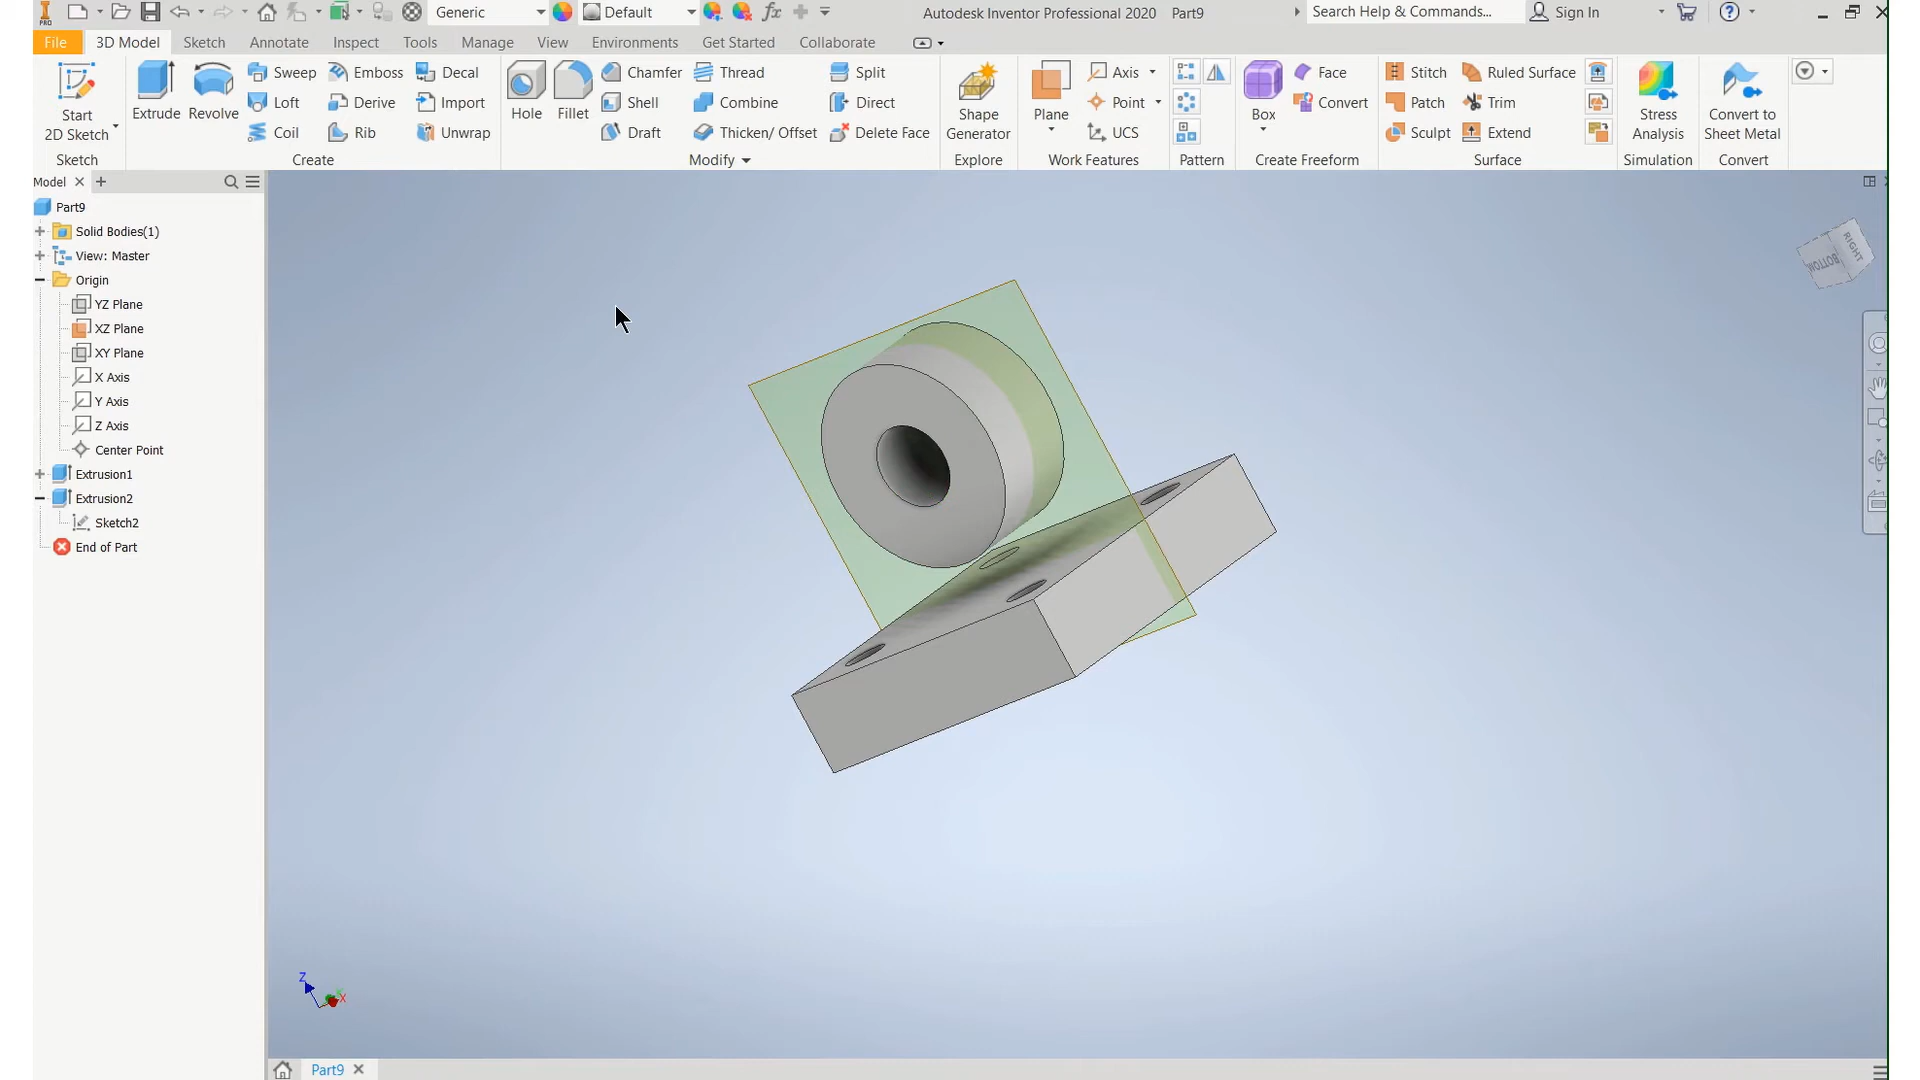 PRO Generic Default fx Autodesk Inventor Professional 2020 Part9 Search Help & Commands... Sign In
File 3D Model Sketch Annotate Inspect Tools Manage View Environments Get Started Collaborate
Start 2D Sketch
Sketch
Extrude Revolve
Sweep Emboss Decal
Loft Derive Import
Coil Rib Unwrap
Create
Hole Fillet
Chamfer Thread Split
Shell Combine Direct
Draft Thicken/ Offset Delete Face
Modify
Shape Generator
Explore
Plane
Axis
Point
UCS
Work Features
Pattern
Box
Face
Convert
Create Freeform
Stitch Ruled Surface
Patch Trim
Sculpt Extend
Surface
Stress Analysis
Simulation
Convert to Sheet Metal
Convert
Model
Part9
Solid Bodies(1)
View: Master
Origin
YZ Plane
XZ Plane
XY Plane
X Axis
Y Axis
Z Axis
Center Point
Extrusion1
Extrusion2
Sketch2
End of Part
BOTTOM RIGHT
Z
X
Part9